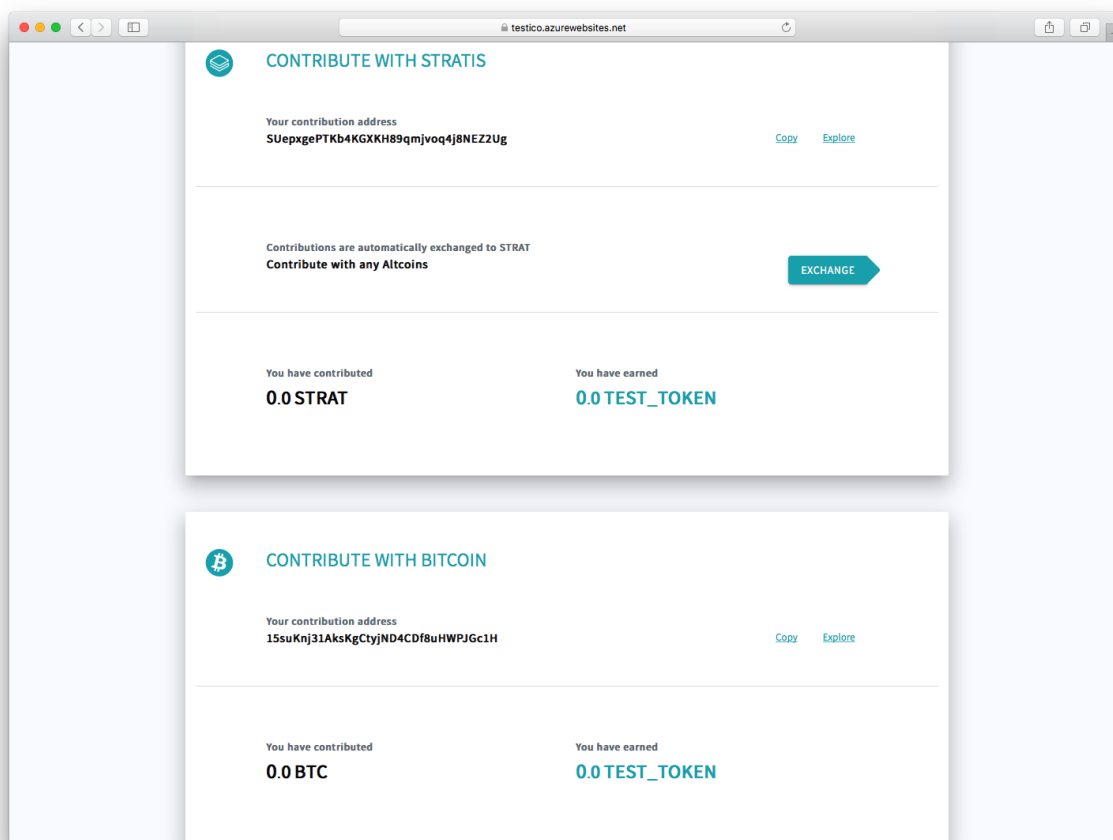 testico.azurewebsites.net
CONTRIBUTE WITH STRATIS
Your contribution address
SUepxgePTKb4KGXKH89qmjvoq4j8NEZ2Ug
Copy Explore
Contributions are automatically exchanged to STRAT
Contribute with any Altcoins
EXCHANGE
You have contributed You have earned
0.0 STRAT 0.0 TEST_TOKEN
CONTRIBUTE WITH BITCOIN
Your contribution address
15suKnj31AksKgCtyjND4CDf8uHWPJGc1H
Copy Explore
You have contributed You have earned
0.0 BTC 0.0 TEST_TOKEN